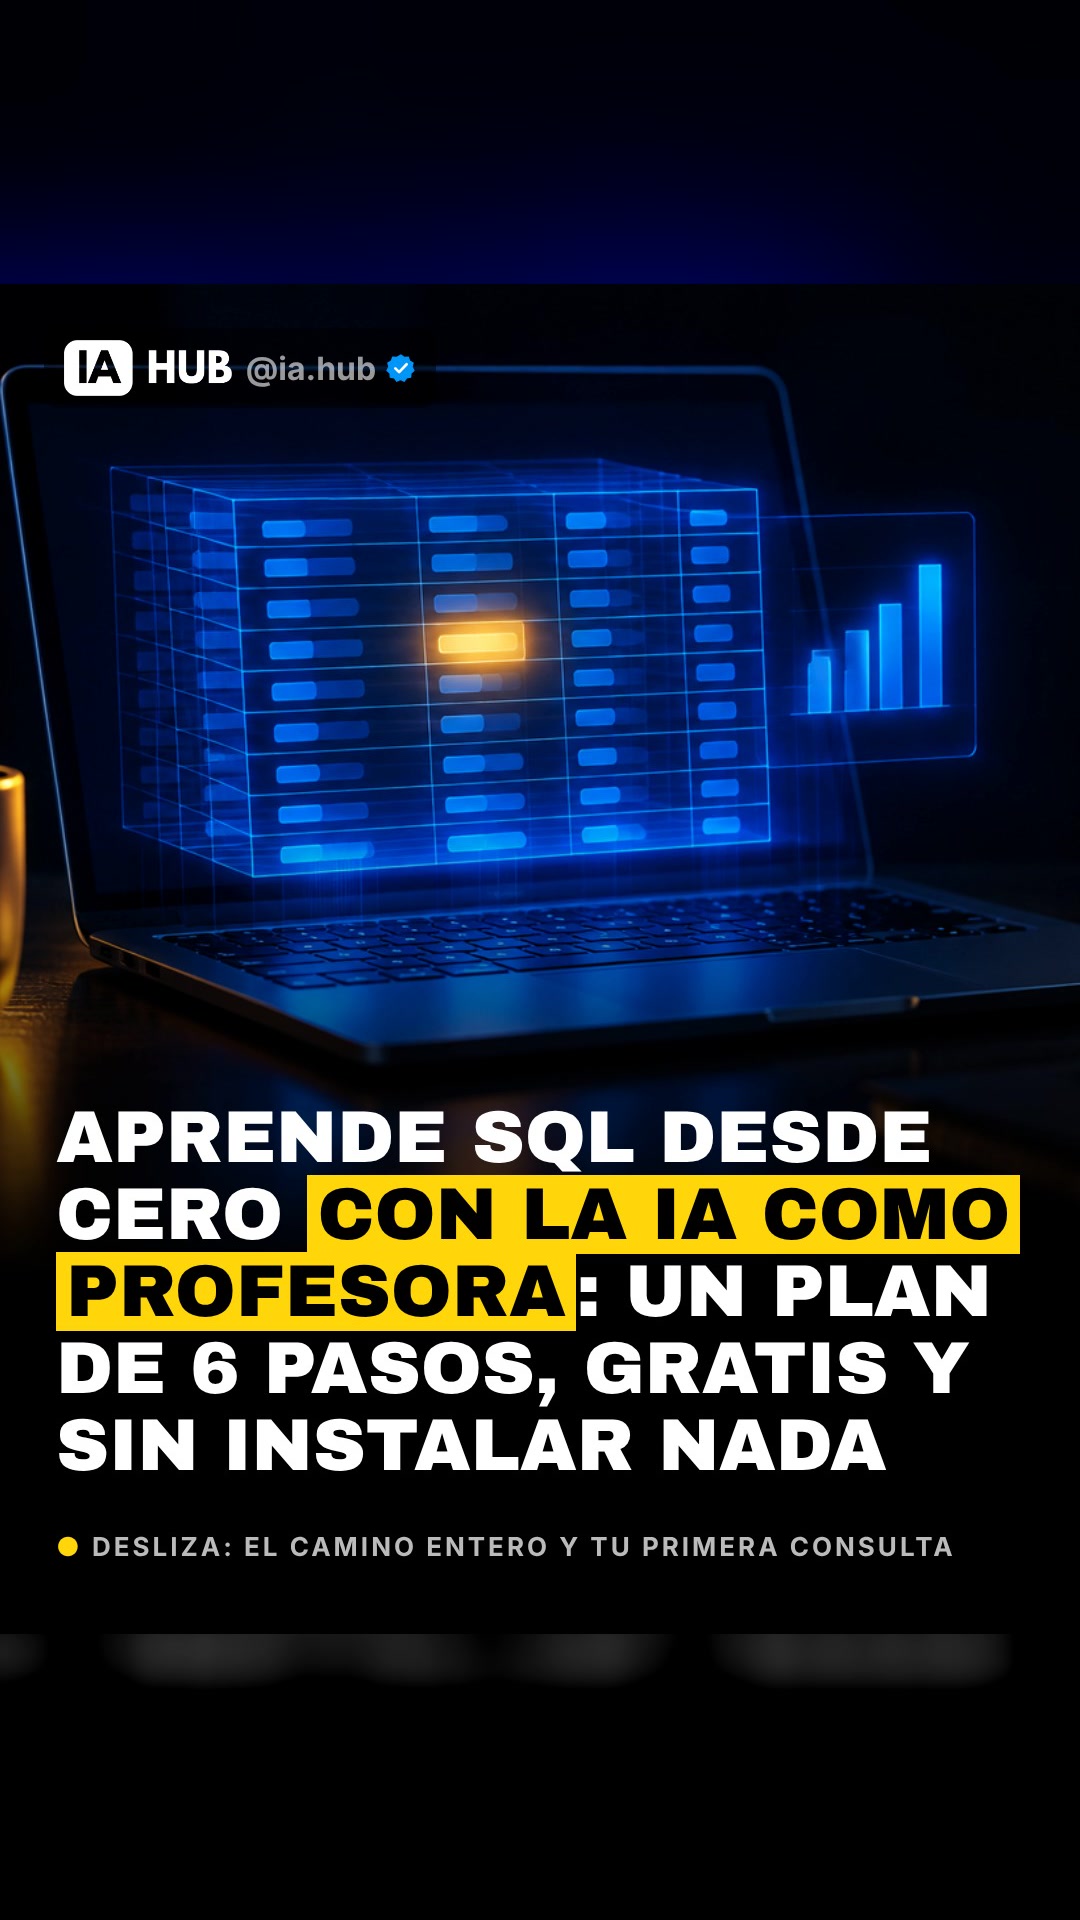 IA HUB @ia.hub
APRENDE SQL DESDE
CERO CON LA IA COMO
PROFESORA: UN PLAN
DE 6 PASOS, GRATIS Y
SIN INSTALAR NADA
DESLIZA: EL CAMINO ENTERO Y TU PRIMERA CONSULTA